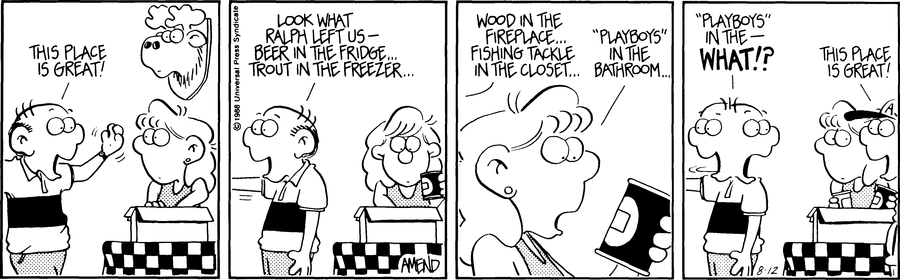 THIS PLACE
IS GREAT!
© 1988 Universal Press Syndicate
LOOK WHAT
RALPH LEFT US—
BEER IN THE FRIDGE...
TROUT IN THE FREEZER...
AMEND
WOOD IN THE
FIREPLACE...
FISHING TACKLE
IN THE CLOSET...
"PLAYBOYS"
IN THE
BATHROOM...
"PLAYBOYS"
IN THE—
WHAT!?
THIS PLACE
IS GREAT!
A
8-12